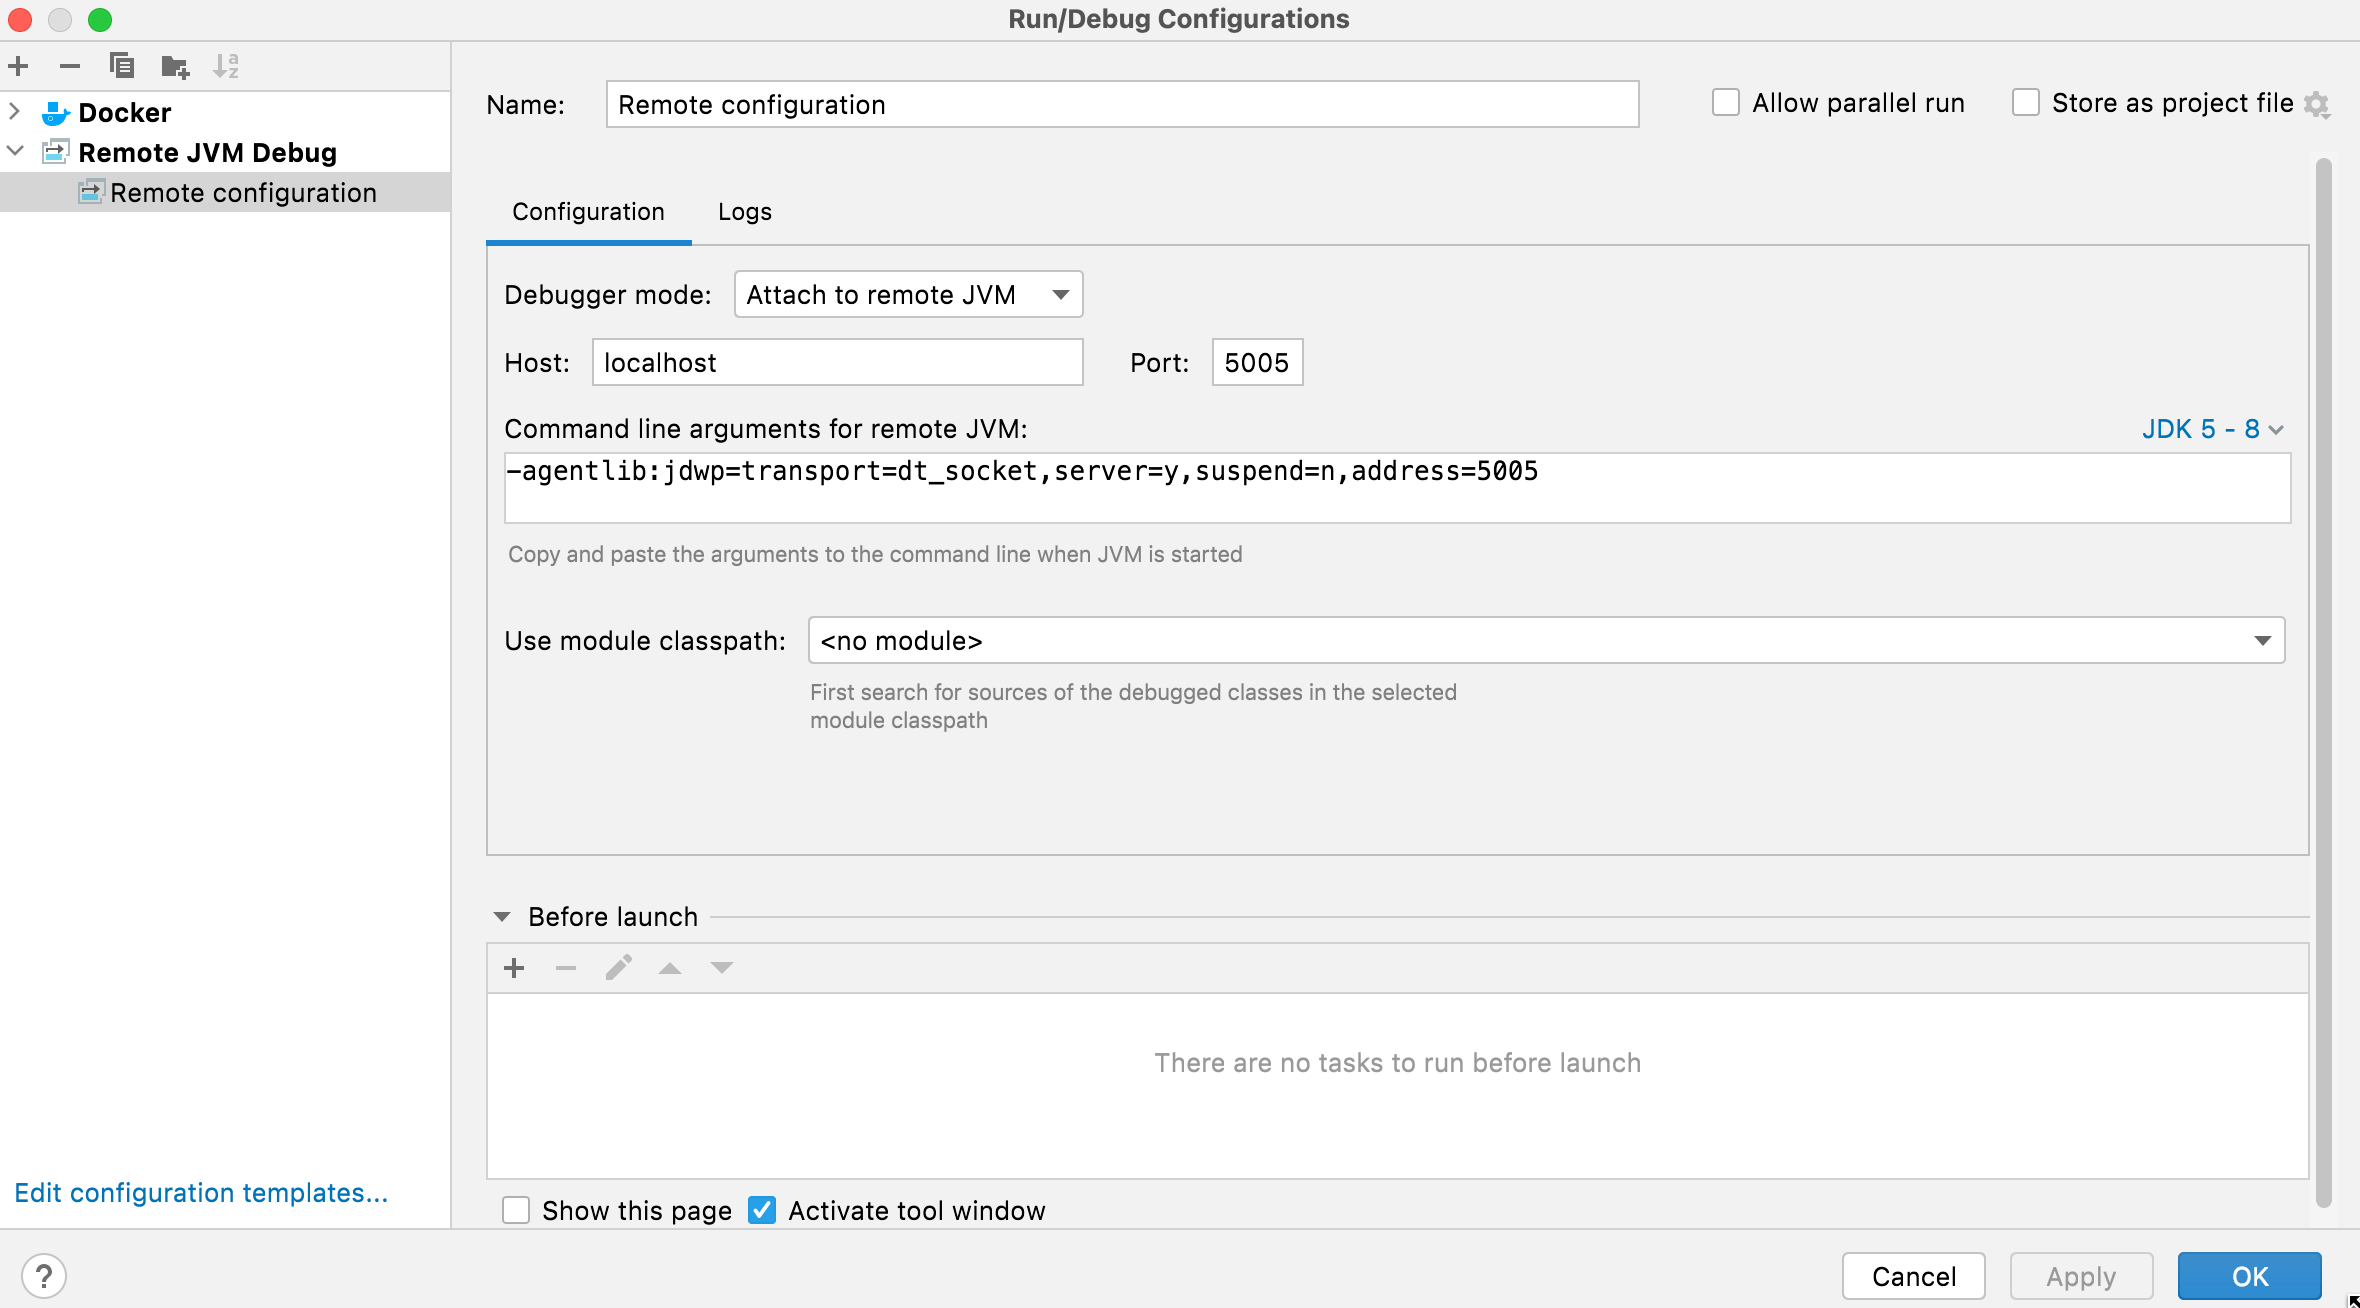 Run/Debug Configurations
Docker
Remote JVM Debug
Remote configuration
Edit configuration templates...
Name: Remote configuration
Allow parallel run
Store as project file
Configuration
Logs
Debugger mode: Attach to remote JVM
Host: localhost
Port: 5005
Command line arguments for remote JVM:
JDK 5 - 8
-agentlib:jdwp=transport=dt_socket,server=y,suspend=n,address=5005
Copy and paste the arguments to the command line when JVM is started
Use module classpath: <no module>
First search for sources of the debugged classes in the selected
module classpath
Before launch
There are no tasks to run before launch
Show this page
Activate tool window
?
Cancel
Apply
OK